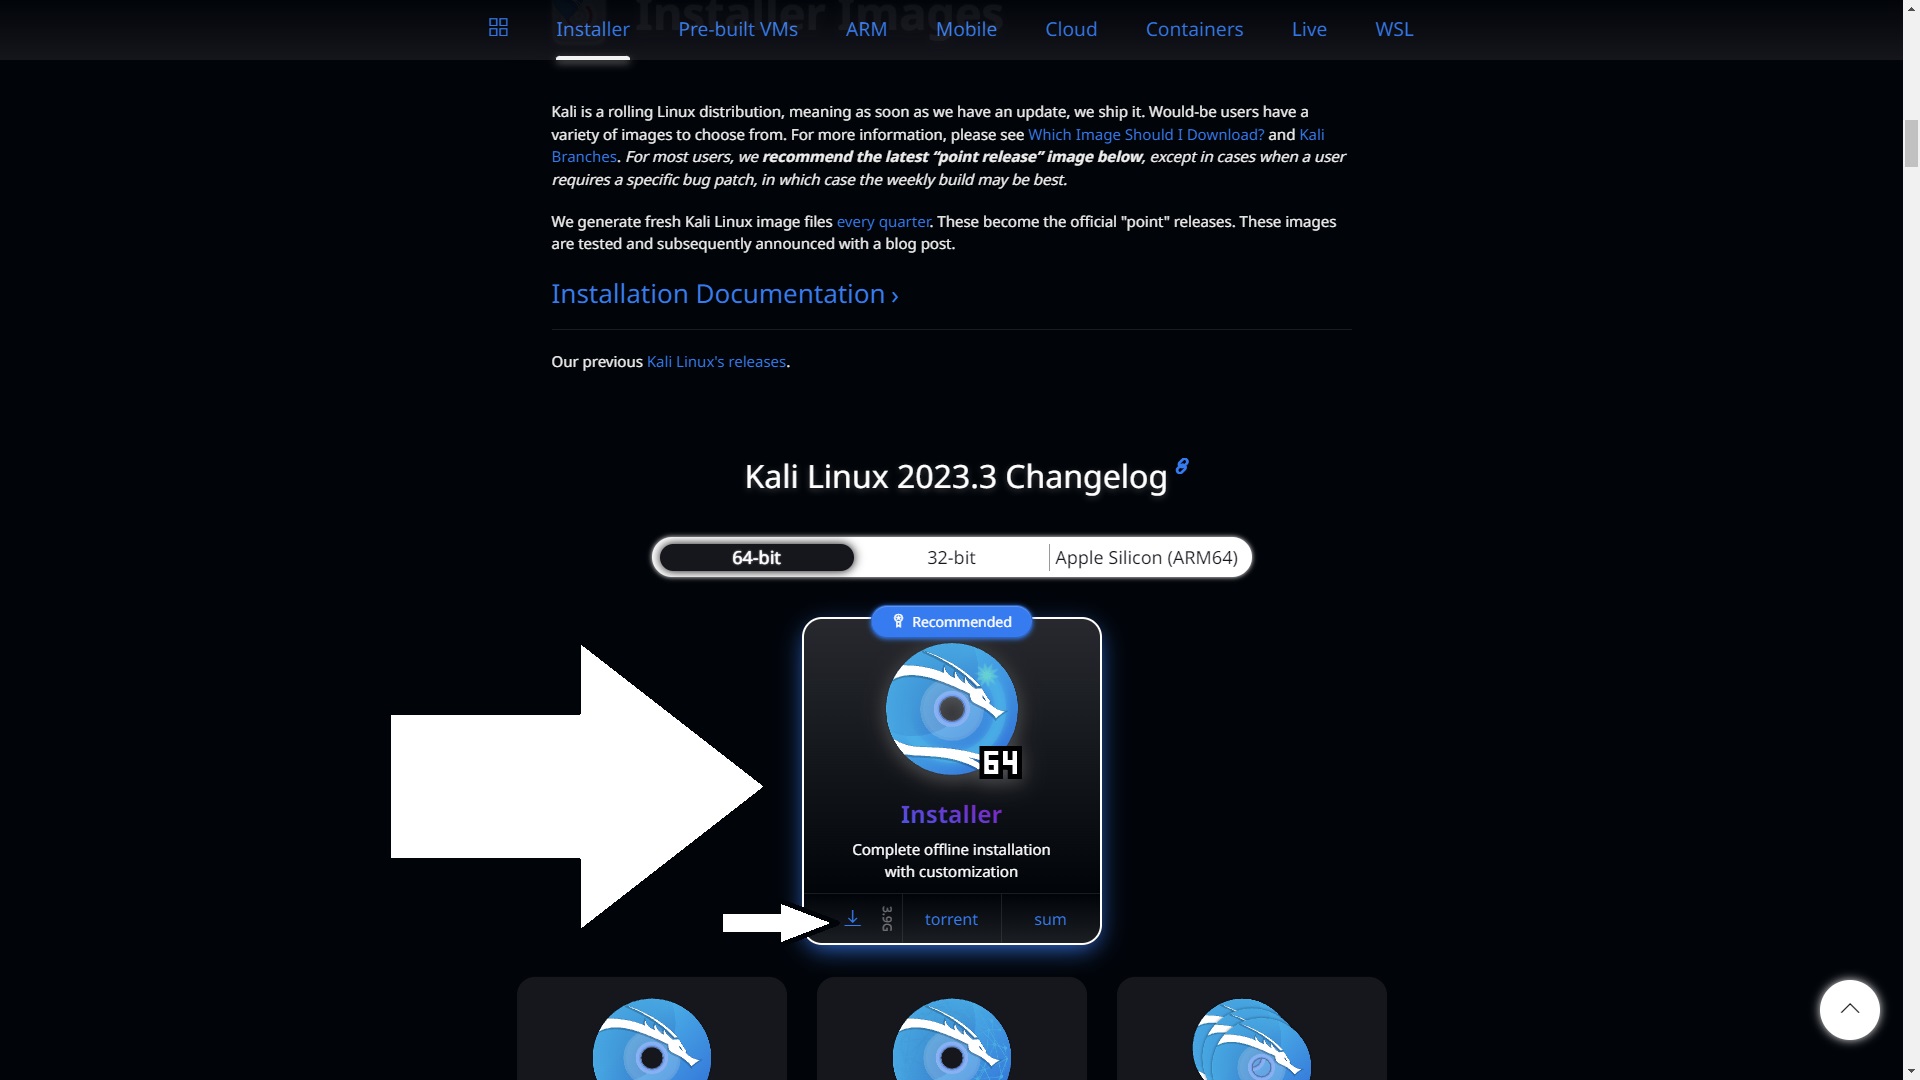 Installer Images
Installer Pre-built VMs ARM Mobile Cloud Containers Live WSL
Kali is a rolling Linux distribution, meaning as soon as we have an update, we ship it. Would-be users have a
variety of images to choose from. For more information, please see Which Image Should I Download? and Kali
Branches. For most users, we recommend the latest “point release” image below, except in cases when a user
requires a specific bug patch, in which case the weekly build may be best.
We generate fresh Kali Linux image files every quarter. These become the official "point" releases. These images
are tested and subsequently announced with a blog post.
Installation Documentation ›
Our previous Kali Linux's releases.
Kali Linux 2023.3 Changelog
64-bit 32-bit Apple Silicon (ARM64)
Recommended
64
Installer
Complete offline installation
with customization
3.9G torrent sum